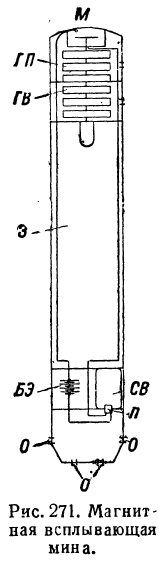 М
ГП
ГВ
Э
БЭ
СВ
Л
О
О
О
Рис. 271. Магнит-
ная всплывающая
мина.